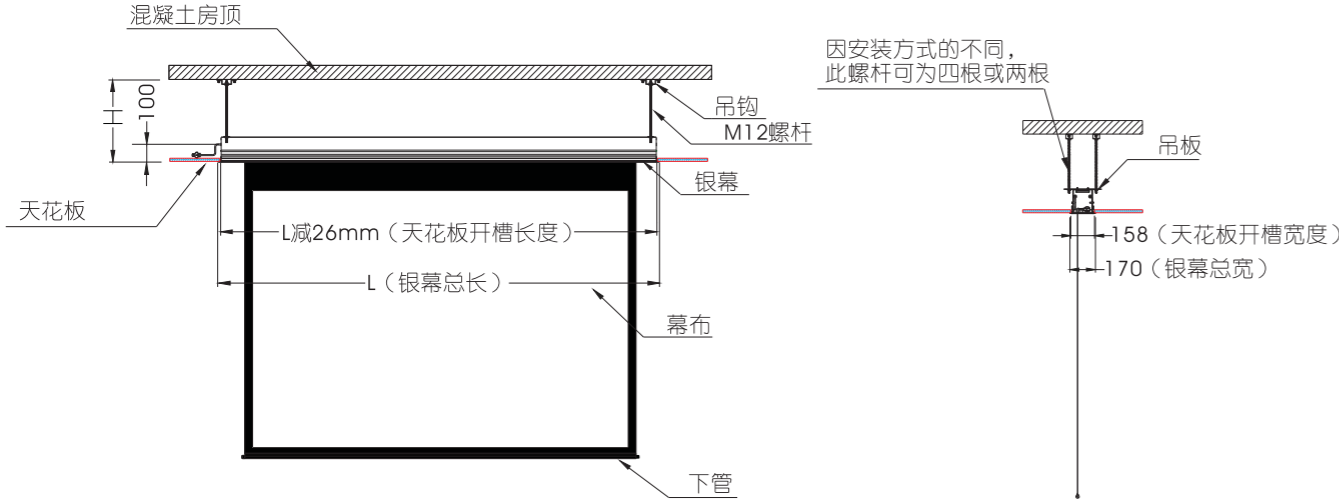 混凝土房顶
因安装方式的不同，
此螺杆可为四根或两根
H
100
吊钩
M12螺杆
吊板
银幕
天花板
L减26mm（天花板开槽长度）
158（天花板开槽宽度）
170（银幕总宽）
L（银幕总长）
幕布
下管